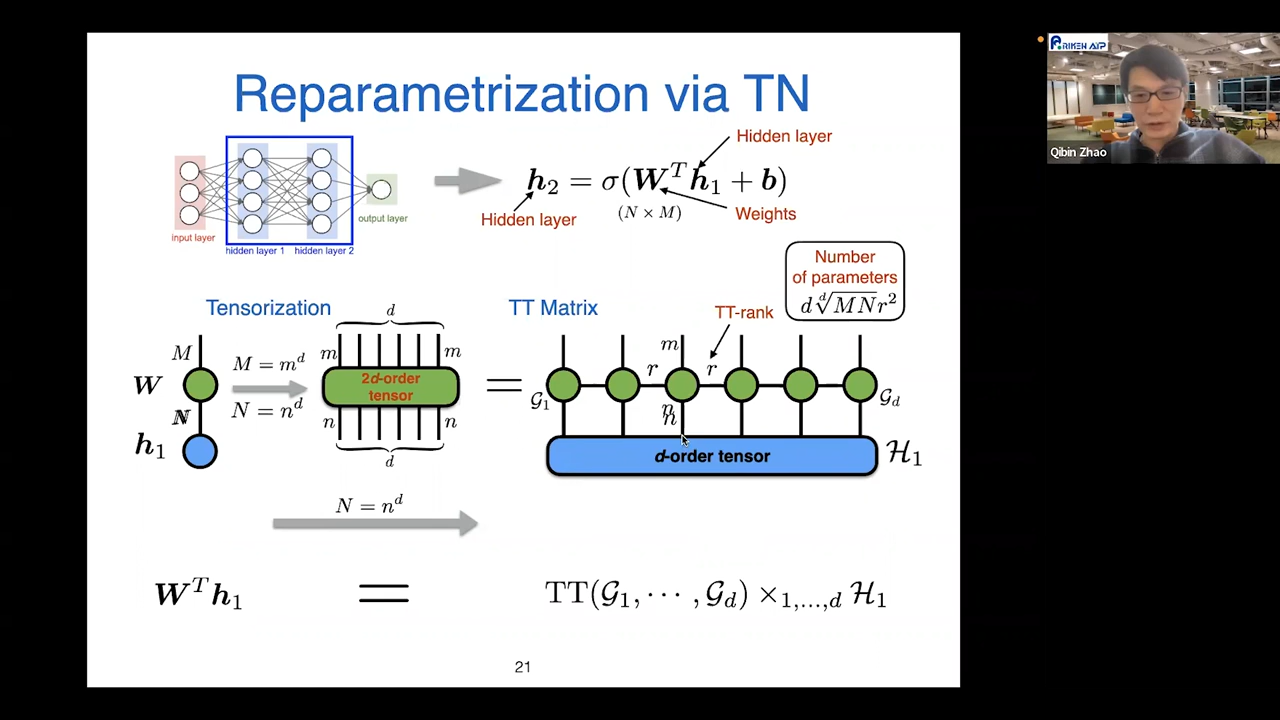 Reparametrization via TN
RIKEN AIP
Qibin Zhao
input layer
hidden layer 1
hidden layer 2
output layer
Hidden layer
h₂ = σ(Wᵀh₁ + b)
(N × M)
Hidden layer
Weights
Number
of parameters
d ᵈ√MN r²
Tensorization
d
TT Matrix
TT-rank
M
W
N
h₁
M = mᵈ
N = nᵈ
m
m
2d-order
tensor
n
n
d
=
m
r
r
G₁
G_d
n
d-order tensor
H₁
N = nᵈ
Wᵀh₁
=
TT(G₁, ··· , G_d) ×₁,...,d H₁
21